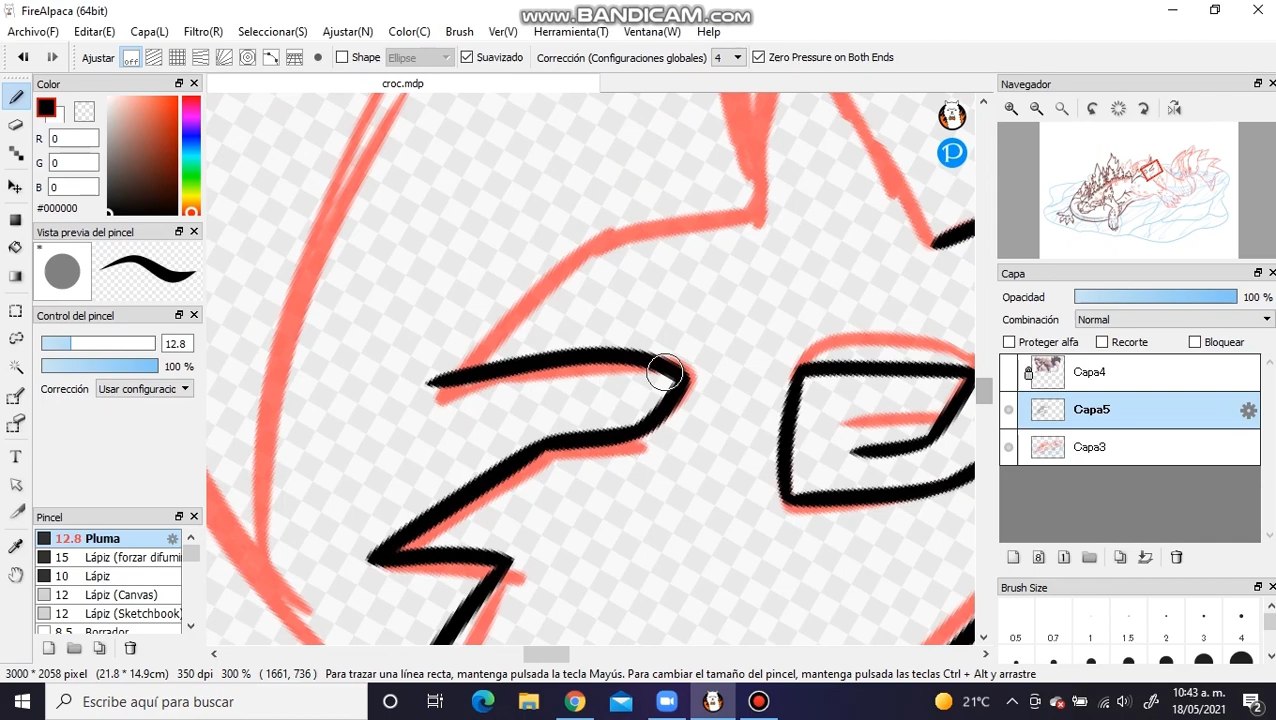 FireAlpaca (64bit)
www.BANDICAM.com
Archivo(F) Editar(E) Capa(L) Filtro(R) Seleccionar(S) Ajustar(N) Color(C) Brush Ver(V) Herramienta(T) Ventana(W) Help
Ajustar off Shape Ellipse Suavizado Corrección (Configuraciones globales) 4 Zero Pressure on Both Ends
Color
croc.mdp
Navegador
R 0
G 0
B 0
#000000
Vista previa del pincel
Capa
Opacidad 100 %
Combinación Normal
Control del pincel
12.8
Proteger alfa Recorte Bloquear
100 %
Capa4
Corrección Usar configuracic
Capa5
Capa3
Pincel
12.8 Pluma
15 Lápiz (forzar difumi
10 Lápiz
12 Lápiz (Canvas)
12 Lápiz (Sketchbook)
8.5 Borrador
Brush Size
0.5 0.7 1 1.5 2 3 4
3000 * 2058 pixel (21.8 * 14.9cm) 350 dpi 300 % (1661, 736) Para trazar una línea recta, mantenga pulsada la tecla Mayús. Para cambiar el tamaño del pincel, mantenga pulsadas las teclas Ctrl + Alt y arrastre
Escribe aquí para buscar
21°C
10:43 a. m.
18/05/2021
2